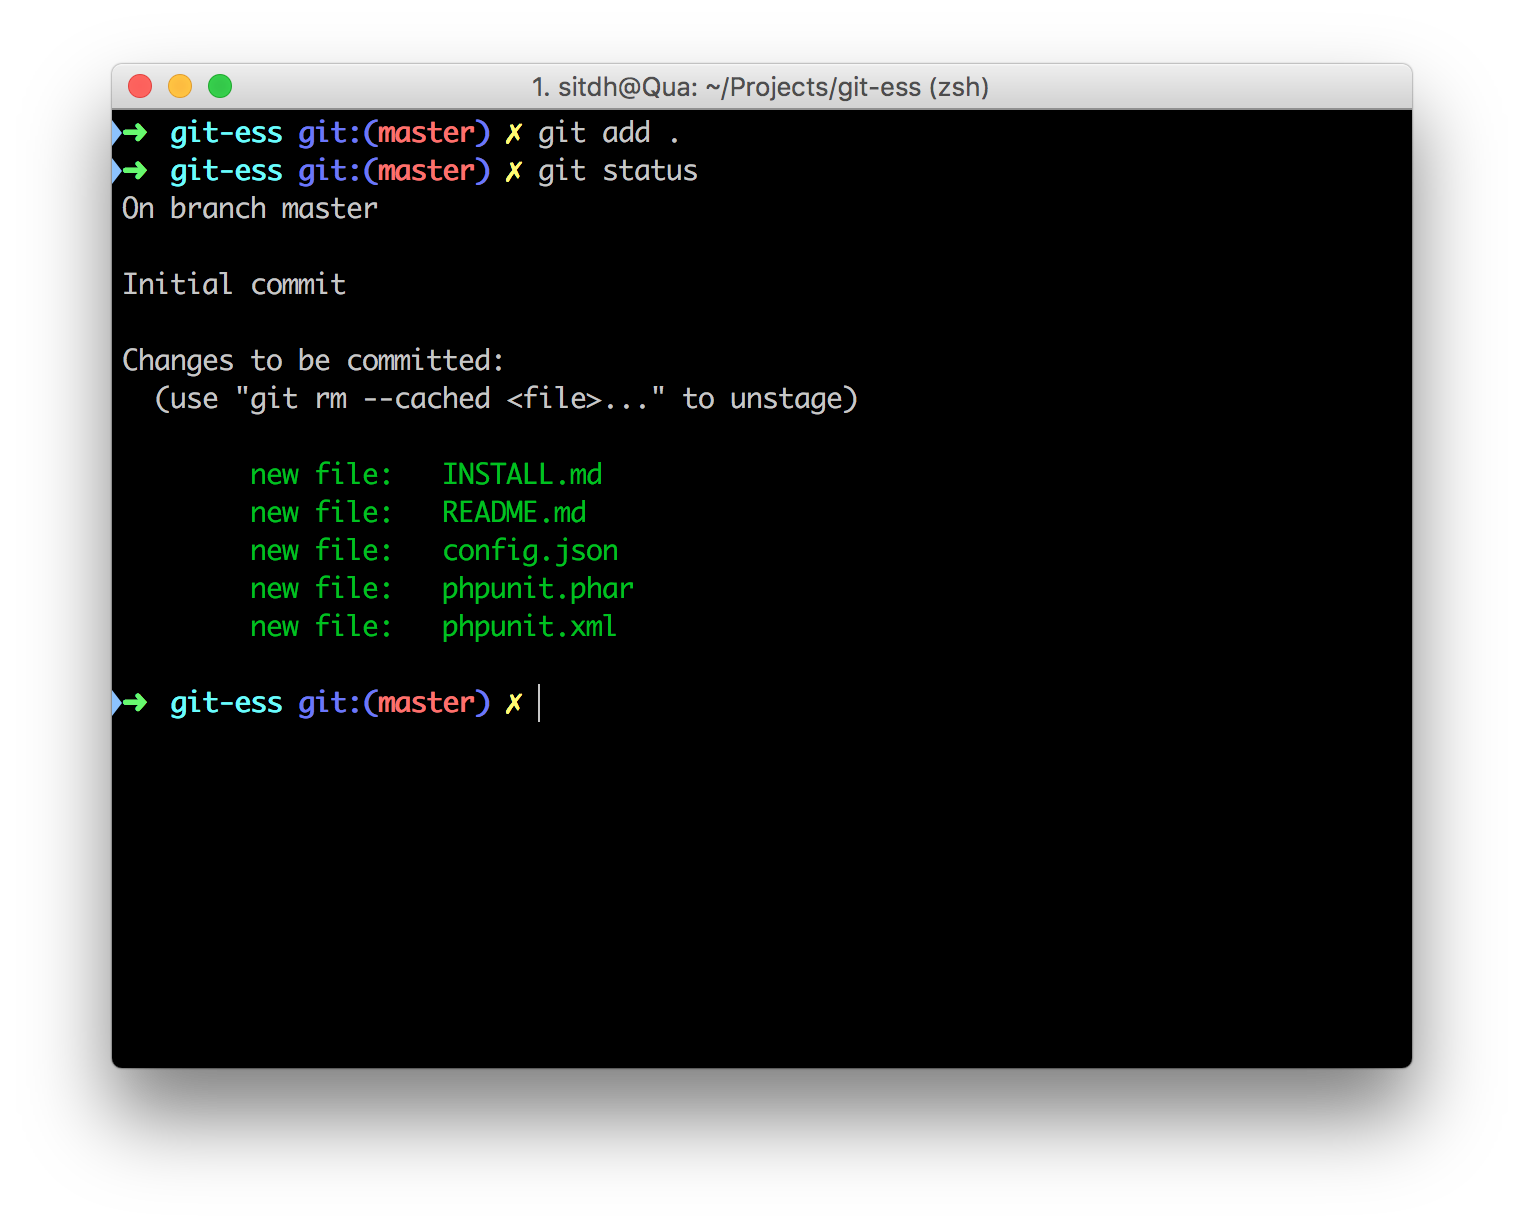 1. sitdh@Qua: ~/Projects/git-ess (zsh)
➜ git-ess git:(master) ✗ git add .
➜ git-ess git:(master) ✗ git status
On branch master
Initial commit
Changes to be committed:
(use "git rm --cached <file>..." to unstage)
new file: INSTALL.md
new file: README.md
new file: config.json
new file: phpunit.phar
new file: phpunit.xml
➜ git-ess git:(master) ✗